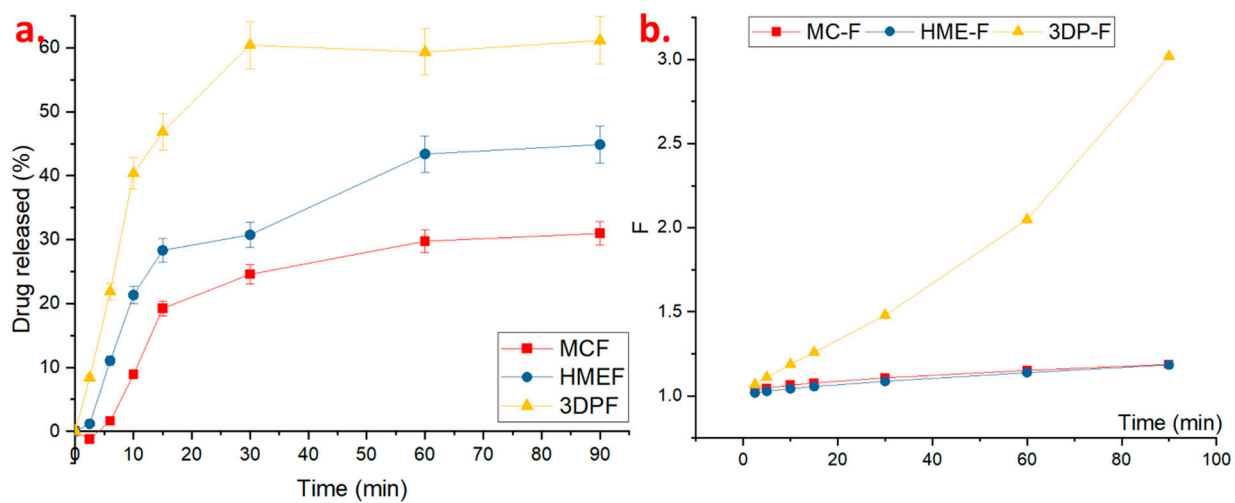 a.
Drug released (%)
60
50
40
30
20
10
0
0 10 20 30 40 50 60 70 80 90
Time (min)
MCF
HMEF
3DPF
b.
MC-F HME-F 3DP-F
F
3.0
2.5
2.0
1.5
1.0
0 20 40 60 80 100
Time (min)